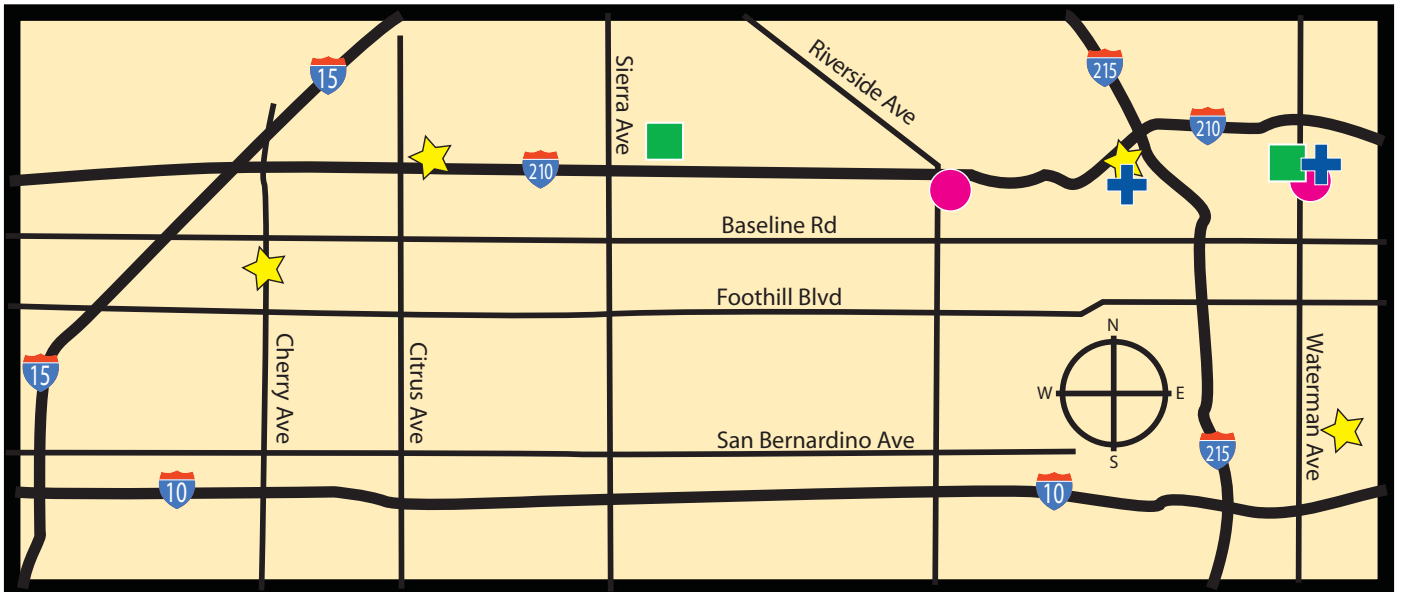 15
Sierra Ave
Riverside Ave
215
210
210
Baseline Rd
Foothill Blvd
N
W
E
S
15
Cherry Ave
Citrus Ave
Waterman Ave
San Bernardino Ave
215
10
10